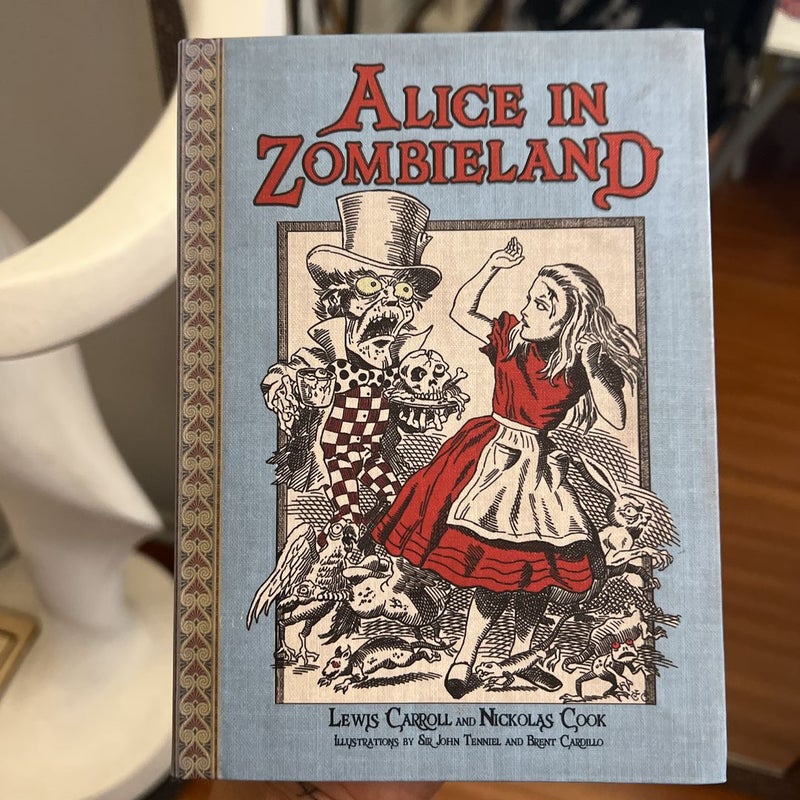 ALICE IN
ZOMBIELAND
LEWIS CARROLL AND NICKOLAS COOK
ILLUSTRATIONS BY SIR JOHN TENNIEL AND BRENT CARDILLO